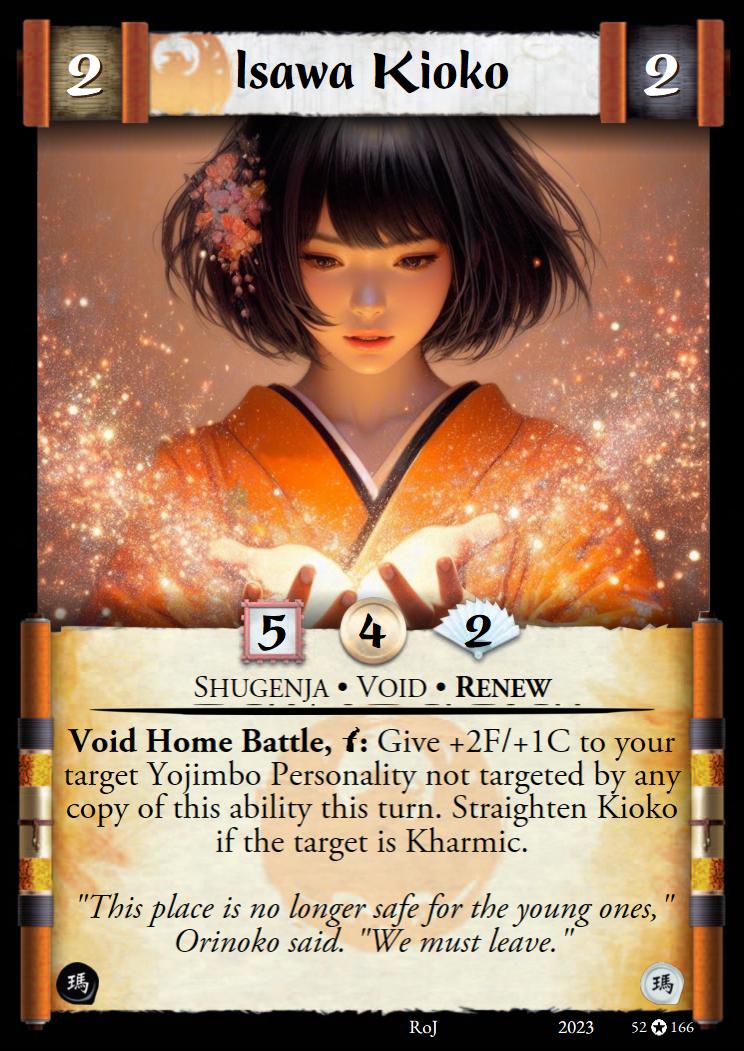 2 Isawa Kioko 2
5 4 2
Shugenja • Void • Renew
Void Home Battle, : Give +2F/+1C to your
target Yojimbo Personality not targeted by any
copy of this ability this turn. Straighten Kioko
if the target is Kharmic.
"This place is no longer safe for the young ones,"
Orinoko said. "We must leave."
瑪 瑪
RoJ 2023 52 166